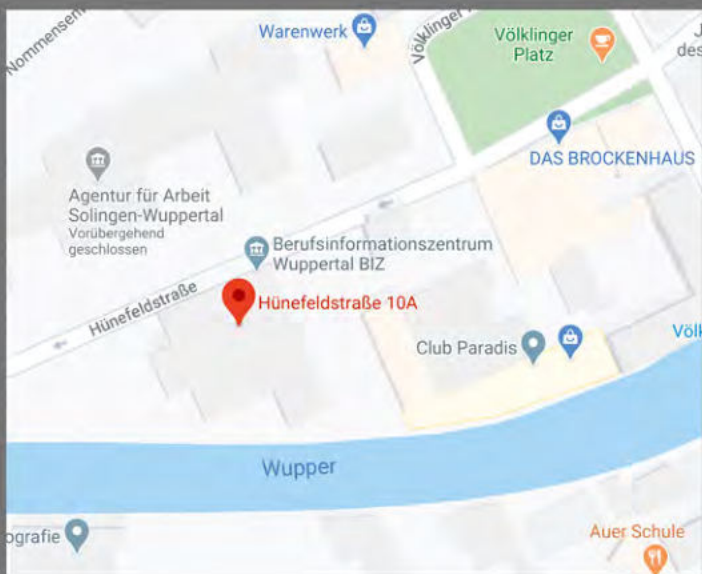 Nommensen
Warenwerk
Völklinger
Völklinger
Platz
J
des
DAS BROCKENHAUS
Agentur für Arbeit
Solingen-Wuppertal
Vorübergehend
geschlossen
Berufsinformationszentrum
Wuppertal BIZ
Hünefeldstraße
Hünefeldstraße 10A
Club Paradis
Völk
Wupper
ografie
Auer Schule